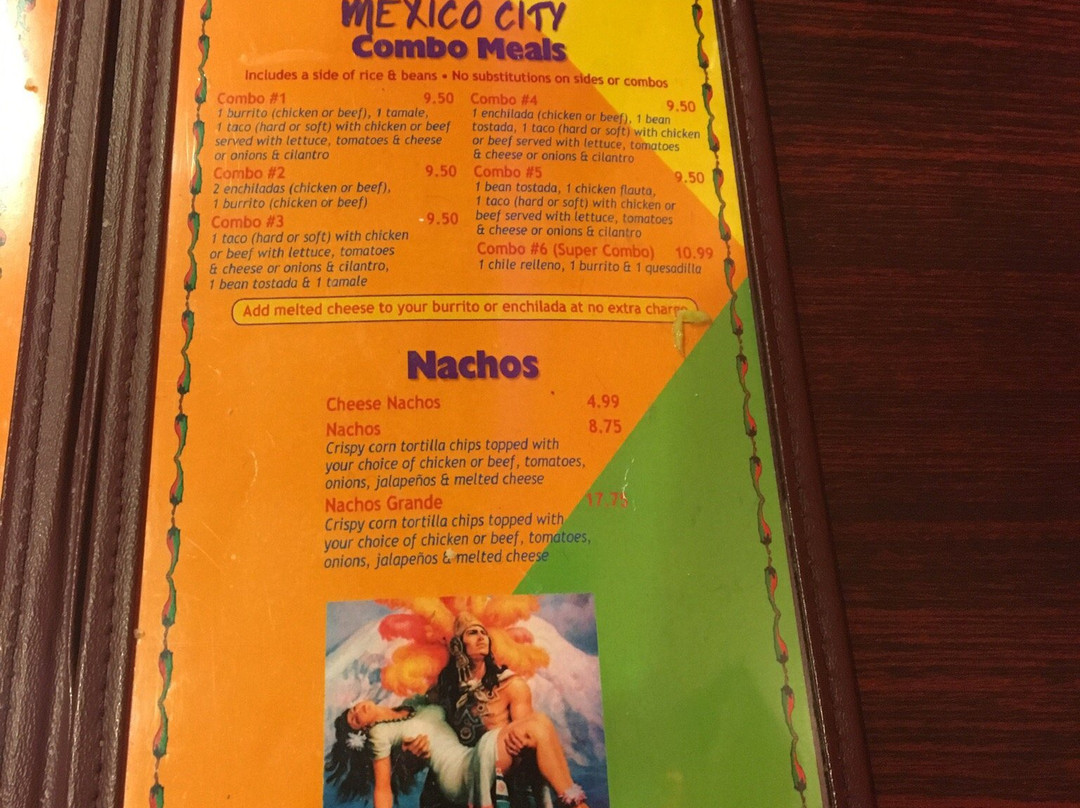 MEXICO CITY
Combo Meals
Includes a side of rice & beans • No substitutions on sides or combos
Combo #1 9.50
1 burrito (chicken or beef), 1 tamale,
1 taco (hard or soft) with chicken or beef
served with lettuce, tomatoes & cheese
or onions & cilantro
Combo #2 9.50
2 enchiladas (chicken or beef),
1 burrito (chicken or beef)
Combo #3 9.50
1 taco (hard or soft) with chicken
or beef with lettuce, tomatoes
& cheese or onions & cilantro,
1 bean tostada & 1 tamale
Combo #4 9.50
1 enchilada (chicken or beef), 1 bean
tostada, 1 taco (hard or soft) with chicken
or beef served with lettuce, tomatoes
& cheese or onions & cilantro
Combo #5 9.50
1 bean tostada, 1 chicken flauta,
1 taco (hard or soft) with chicken or
beef served with lettuce, tomatoes
& cheese or onions & cilantro
Combo #6 (Super Combo) 10.99
1 chile relleno, 1 burrito & 1 quesadilla
Add melted cheese to your burrito or enchilada at no extra charge
Nachos
Cheese Nachos 4.99
Nachos 8.75
Crispy corn tortilla chips topped with
your choice of chicken or beef, tomatoes,
onions, jalapeños & melted cheese
Nachos Grande 17.75
Crispy corn tortilla chips topped with
your choice of chicken or beef, tomatoes,
onions, jalapeños & melted cheese